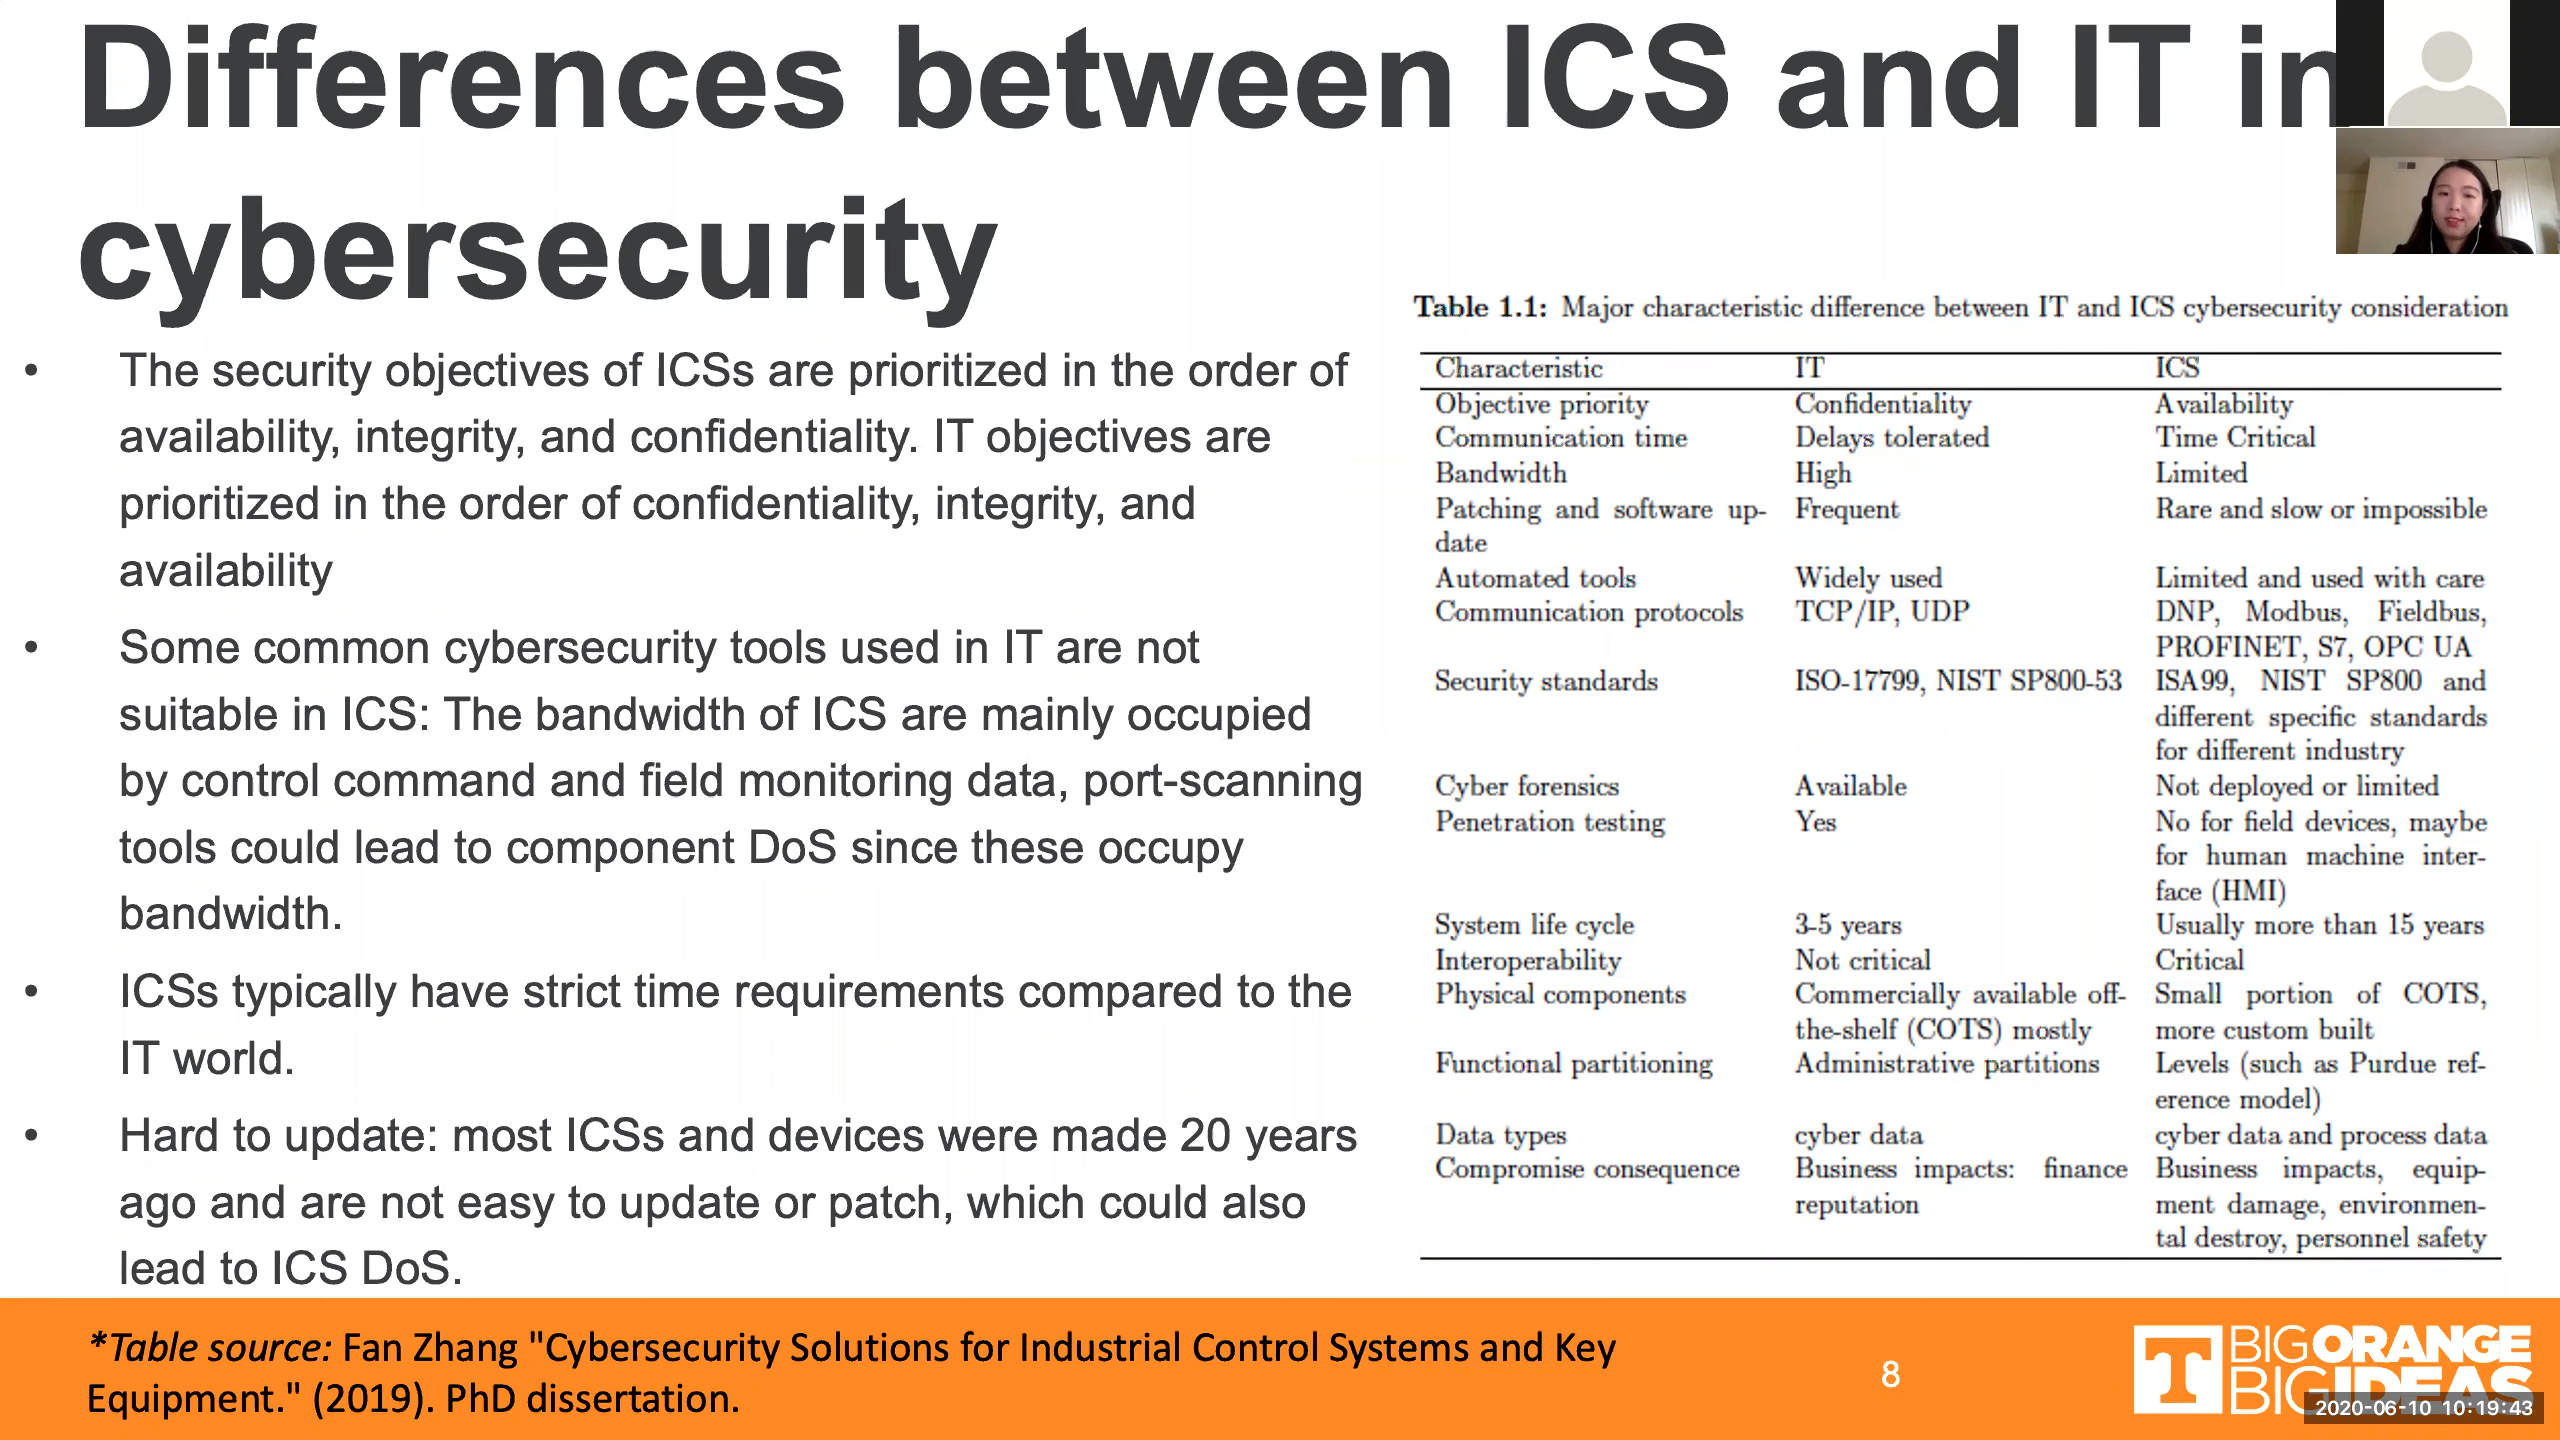 Differences between ICS and IT in
cybersecurity
• The security objectives of ICSs are prioritized in the order of
availability, integrity, and confidentiality. IT objectives are
prioritized in the order of confidentiality, integrity, and
availability
• Some common cybersecurity tools used in IT are not
suitable in ICS: The bandwidth of ICS are mainly occupied
by control command and field monitoring data, port-scanning
tools could lead to component DoS since these occupy
bandwidth.
• ICSs typically have strict time requirements compared to the
IT world.
• Hard to update: most ICSs and devices were made 20 years
ago and are not easy to update or patch, which could also
lead to ICS DoS.
Table 1.1: Major characteristic difference between IT and ICS cybersecurity consideration
Characteristic IT ICS
Objective priority Confidentiality Availability
Communication time Delays tolerated Time Critical
Bandwidth High Limited
Patching and software up- Frequent Rare and slow or impossible
date
Automated tools Widely used Limited and used with care
Communication protocols TCP/IP, UDP DNP, Modbus, Fieldbus,
PROFINET, S7, OPC UA
Security standards ISO-17799, NIST SP800-53 ISA99, NIST SP800 and
different specific standards
for different industry
Cyber forensics Available Not deployed or limited
Penetration testing Yes No for field devices, maybe
for human machine inter-
face (HMI)
System life cycle 3-5 years Usually more than 15 years
Interoperability Not critical Critical
Physical components Commercially available off- Small portion of COTS,
the-shelf (COTS) mostly more custom built
Functional partitioning Administrative partitions Levels (such as Purdue ref-
erence model)
Data types cyber data cyber data and process data
Compromise consequence Business impacts: finance Business impacts, equip-
reputation ment damage, environmen-
tal destroy, personnel safety
*Table source: Fan Zhang "Cybersecurity Solutions for Industrial Control Systems and Key
Equipment." (2019). PhD dissertation.
8
T
BIG ORANGE
BIG IDEAS
2020-06-10 10:19:43